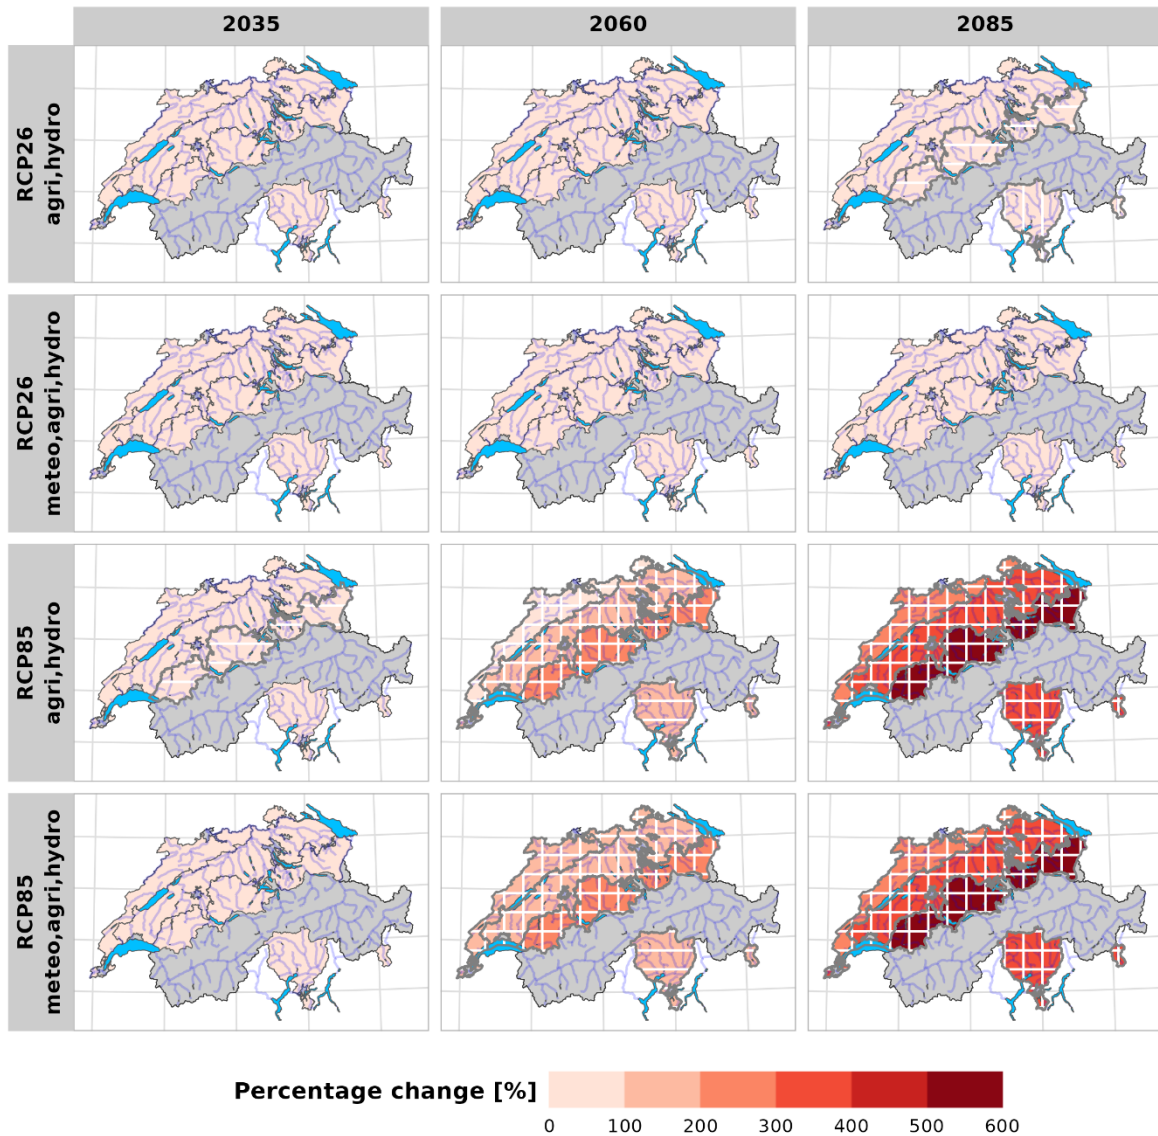 2035 2060 2085
RCP26
agri,hydro
RCP26
meteo,agri,hydro
RCP85
agri,hydro
RCP85
meteo,agri,hydro
Percentage change [%]
0 100 200 300 400 500 600